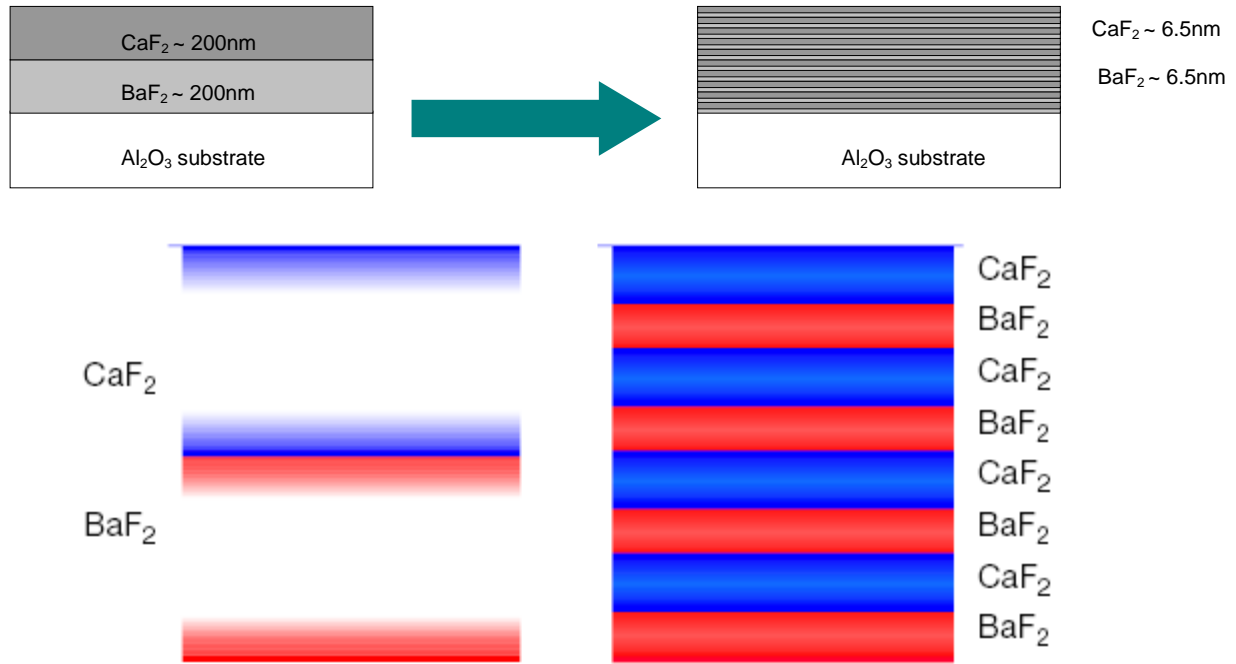 CaF₂ ~ 200nm
BaF₂ ~ 200nm
Al₂O₃ substrate
CaF₂ ~ 6.5nm
BaF₂ ~ 6.5nm
Al₂O₃ substrate
CaF₂
BaF₂
CaF₂
BaF₂
CaF₂
BaF₂
CaF₂
BaF₂
CaF₂
BaF₂